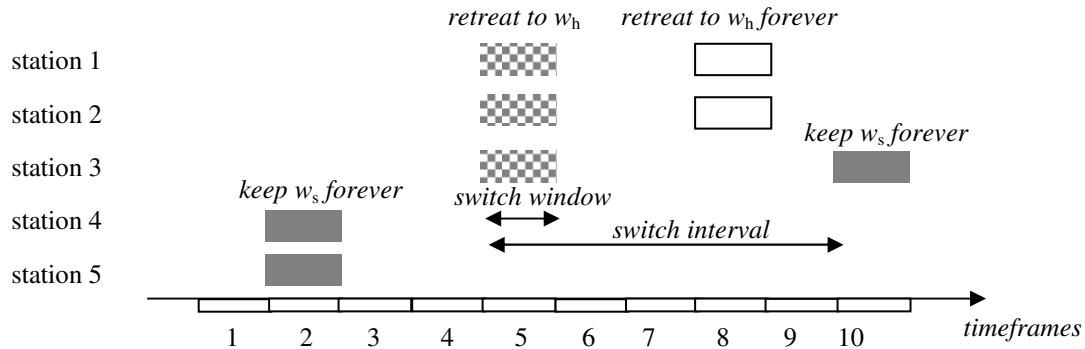 retreat to wh retreat to wh forever
station 1
station 2
keep ws forever
station 3
keep ws forever
switch window
station 4
switch interval
station 5
1 2 3 4 5 6 7 8 9 10
timeframes